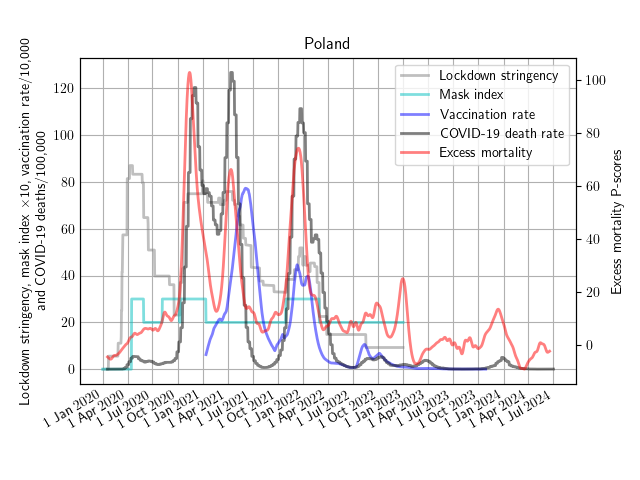 Poland
Lockdown stringency, mask index ×10, vaccination rate/10,000
and COVID-19 deaths/100,000
120
100
80
60
40
20
0
Lockdown stringency
Mask index
Vaccination rate
COVID-19 death rate
Excess mortality
100
80
60
40
20
0
Excess mortality P-scores
1 Jan 2020
1 Apr 2020
1 Jul 2020
1 Oct 2020
1 Jan 2021
1 Apr 2021
1 Jul 2021
1 Oct 2021
1 Jan 2022
1 Apr 2022
1 Jul 2022
1 Oct 2022
1 Jan 2023
1 Apr 2023
1 Jul 2023
1 Oct 2023
1 Jan 2024
1 Apr 2024
1 Jul 2024